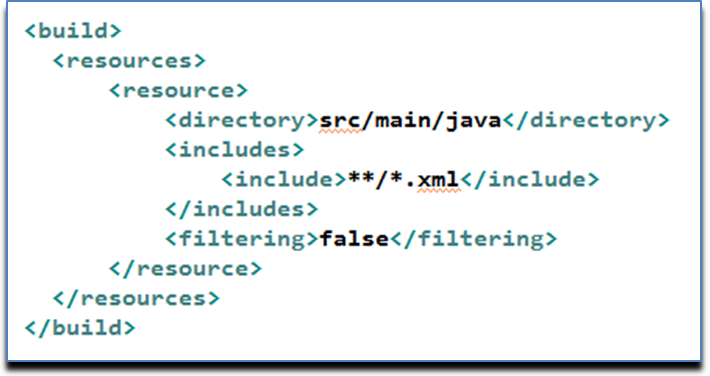 <build>
  <resources>
      <resource>
          <directory>src/main/java</directory>
          <includes>
              <include>**/*.xml</include>
          </includes>
          <filtering>false</filtering>
      </resource>
  </resources>
</build>